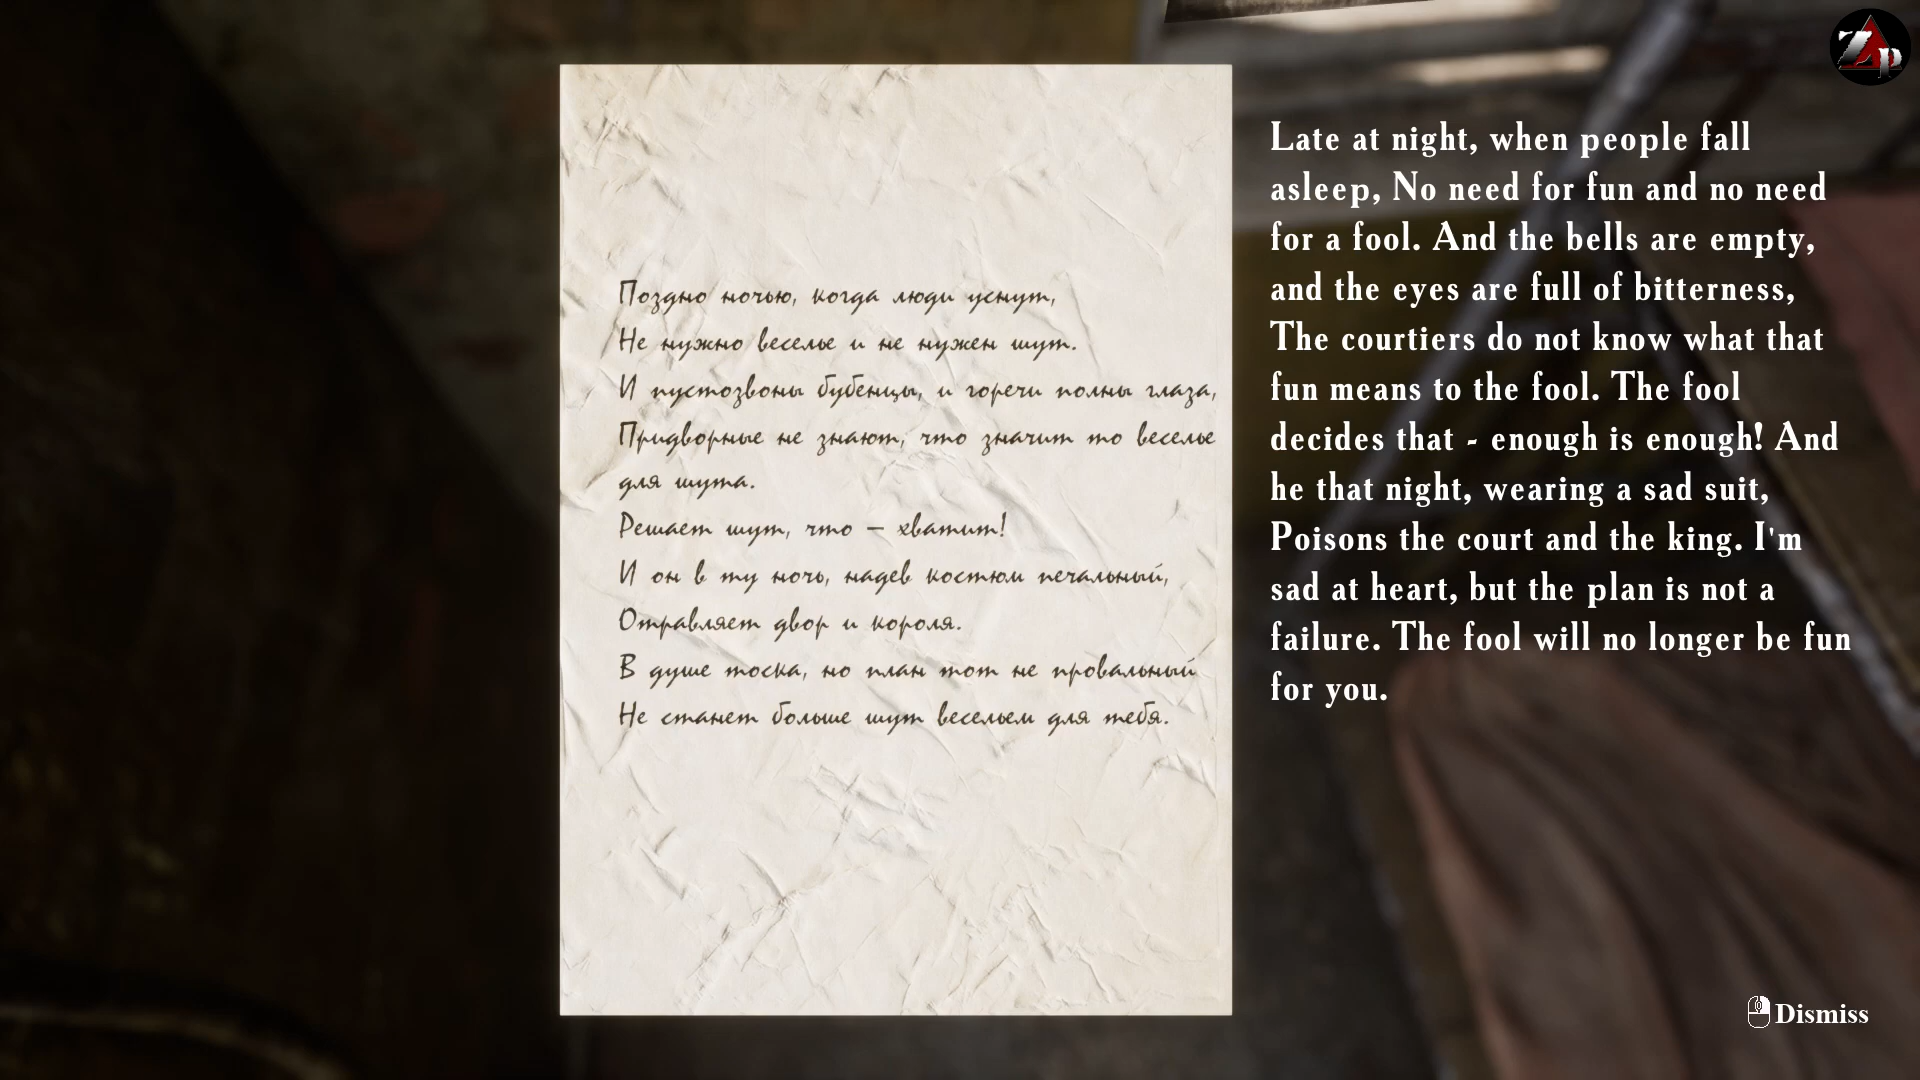 Поздно ночью, когда люди уснут,
Не нужно веселье и не нужен шут.
И пустозвоны бубенцы, и горечи полны глаза,
Придворные не знают, что значит то веселье
для шута.
Решает шут, что — хватит!
И он в ту ночь, надев костюм печальный,
Отравляет двор и короля.
В душе тоска, но план тот не провальный
Не станет больше шут весельем для тебя.
Zp
Late at night, when people fall
asleep, No need for fun and no need
for a fool. And the bells are empty,
and the eyes are full of bitterness,
The courtiers do not know what that
fun means to the fool. The fool
decides that - enough is enough! And
he that night, wearing a sad suit,
Poisons the court and the king. I'm
sad at heart, but the plan is not a
failure. The fool will no longer be fun
for you.
Dismiss